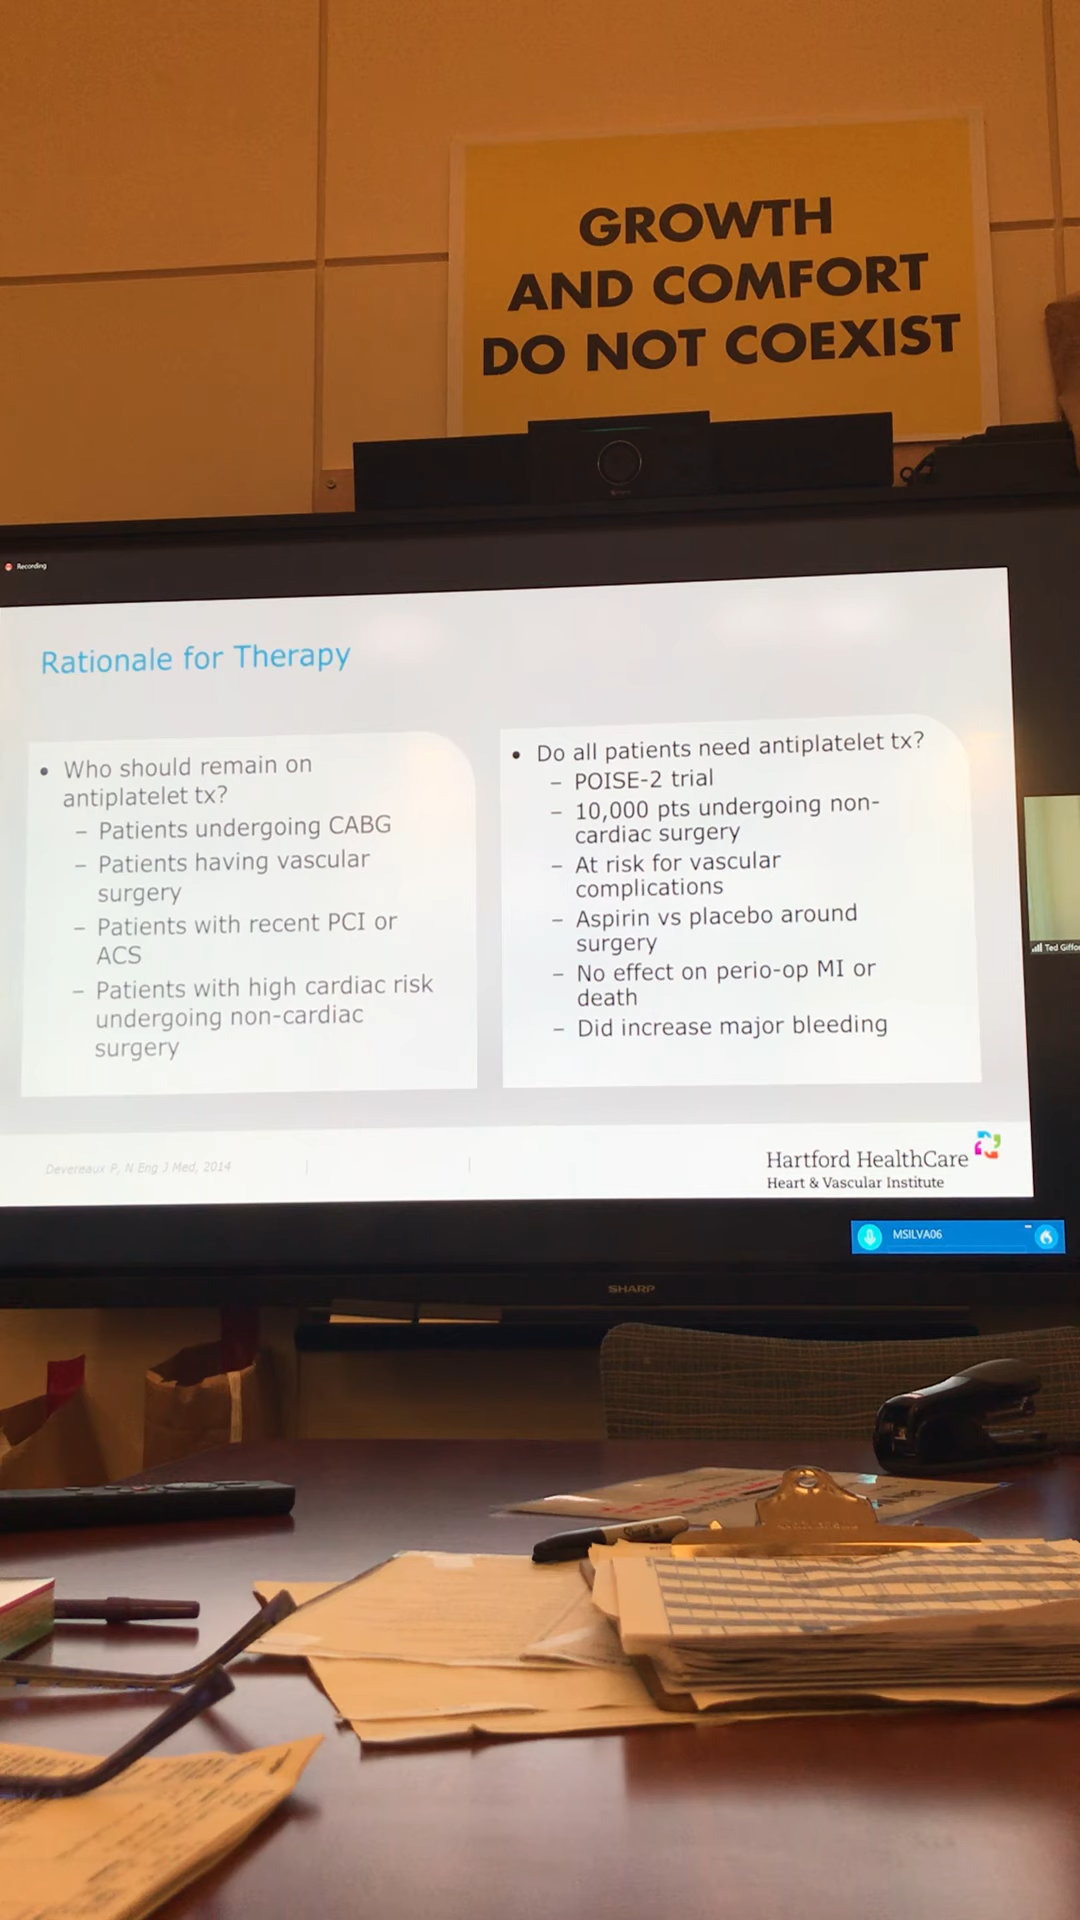 GROWTH
AND COMFORT
DO NOT COEXIST
Recording
Rationale for Therapy
• Who should remain on
antiplatelet tx?
– Patients undergoing CABG
– Patients having vascular
surgery
– Patients with recent PCI or
ACS
– Patients with high cardiac risk
undergoing non-cardiac
surgery
• Do all patients need antiplatelet tx?
– POISE-2 trial
– 10,000 pts undergoing non-
cardiac surgery
– At risk for vascular
complications
– Aspirin vs placebo around
surgery
– No effect on perio-op MI or
death
– Did increase major bleeding
Ted Giffo
Devereaux P, N Eng J Med, 2014
Hartford HealthCare
Heart & Vascular Institute
MSILVA06
SHARP
Sharpie